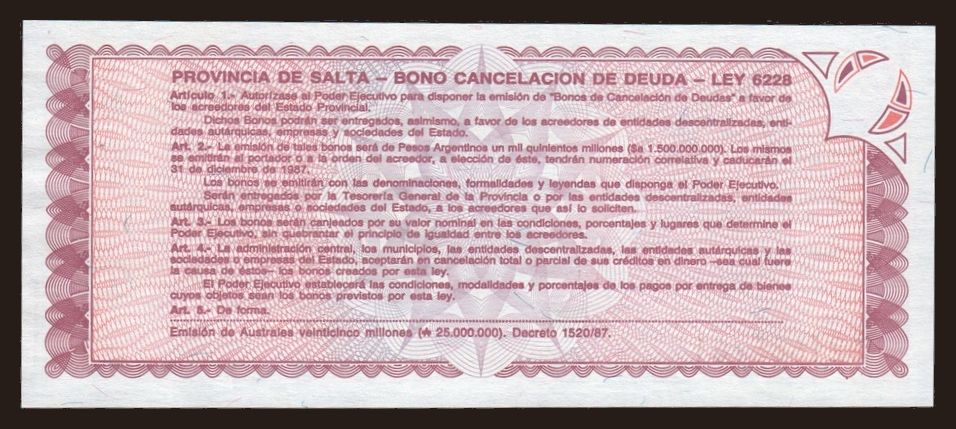 PROVINCIA DE SALTA – BONO CANCELACION DE DEUDA – LEY 6228
Artículo 1.- Autorízase al Poder Ejecutivo para disponer la emisión de "Bonos de Cancelación de Deudas" a favor de
los acreedores del Estado Provincial.
Dichos Bonos podrán ser entregados, asimismo, a favor de los acreedores de entidades descentralizadas, enti-
dades autárquicas, empresas y sociedades del Estado.
Art. 2.- La emisión de tales bonos será de Pesos Argentinos un mil quinientos millones ($a 1.500.000.000). Los mismos
se emitirán al portador o a la orden del acreedor, a elección de éste, tendrán numeración correlativa y caducarán el
31 de diciembre de 1987.
Los bonos se emitirán con las denominaciones, formalidades y leyendas que disponga el Poder Ejecutivo.
Serán entregados por la Tesorería General de la Provincia o por las entidades descentralizadas, entidades
autárquicas, empresas o sociedades del Estado, a los acreedores que así lo soliciten.
Art. 3.- Los bonos serán canjeados por su valor nominal en las condiciones, porcentajes y lugares que determine el
Poder Ejecutivo, sin quebrantar el principio de igualdad entre los acreedores.
Art. 4.- La administración central, los municipios, las entidades descentralizadas, las entidades autárquicas y las
sociedades o empresas del Estado, aceptarán en cancelación total o parcial de sus créditos en dinero –sea cual fuere
la causa de éstos– los bonos creados por esta ley.
El Poder Ejecutivo establecerá las condiciones, modalidades y porcentajes de los pagos por entrega de bienes
cuyos objetos sean los bonos previstos por esta ley.
Art. 5.- De forma.
Emisión de Australes veinticinco millones (₳ 25.000.000). Decreto 1520/87.